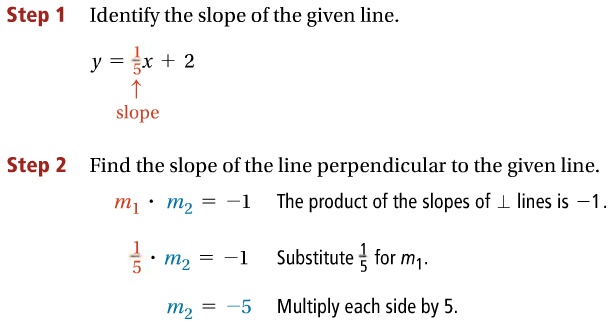 Step 1 Identify the slope of the given line.
y = 1/5x + 2
↑
slope
Step 2 Find the slope of the line perpendicular to the given line.
m₁ · m₂ = −1 The product of the slopes of ⊥ lines is −1.
1/5 · m₂ = −1 Substitute 1/5 for m₁.
m₂ = −5 Multiply each side by 5.